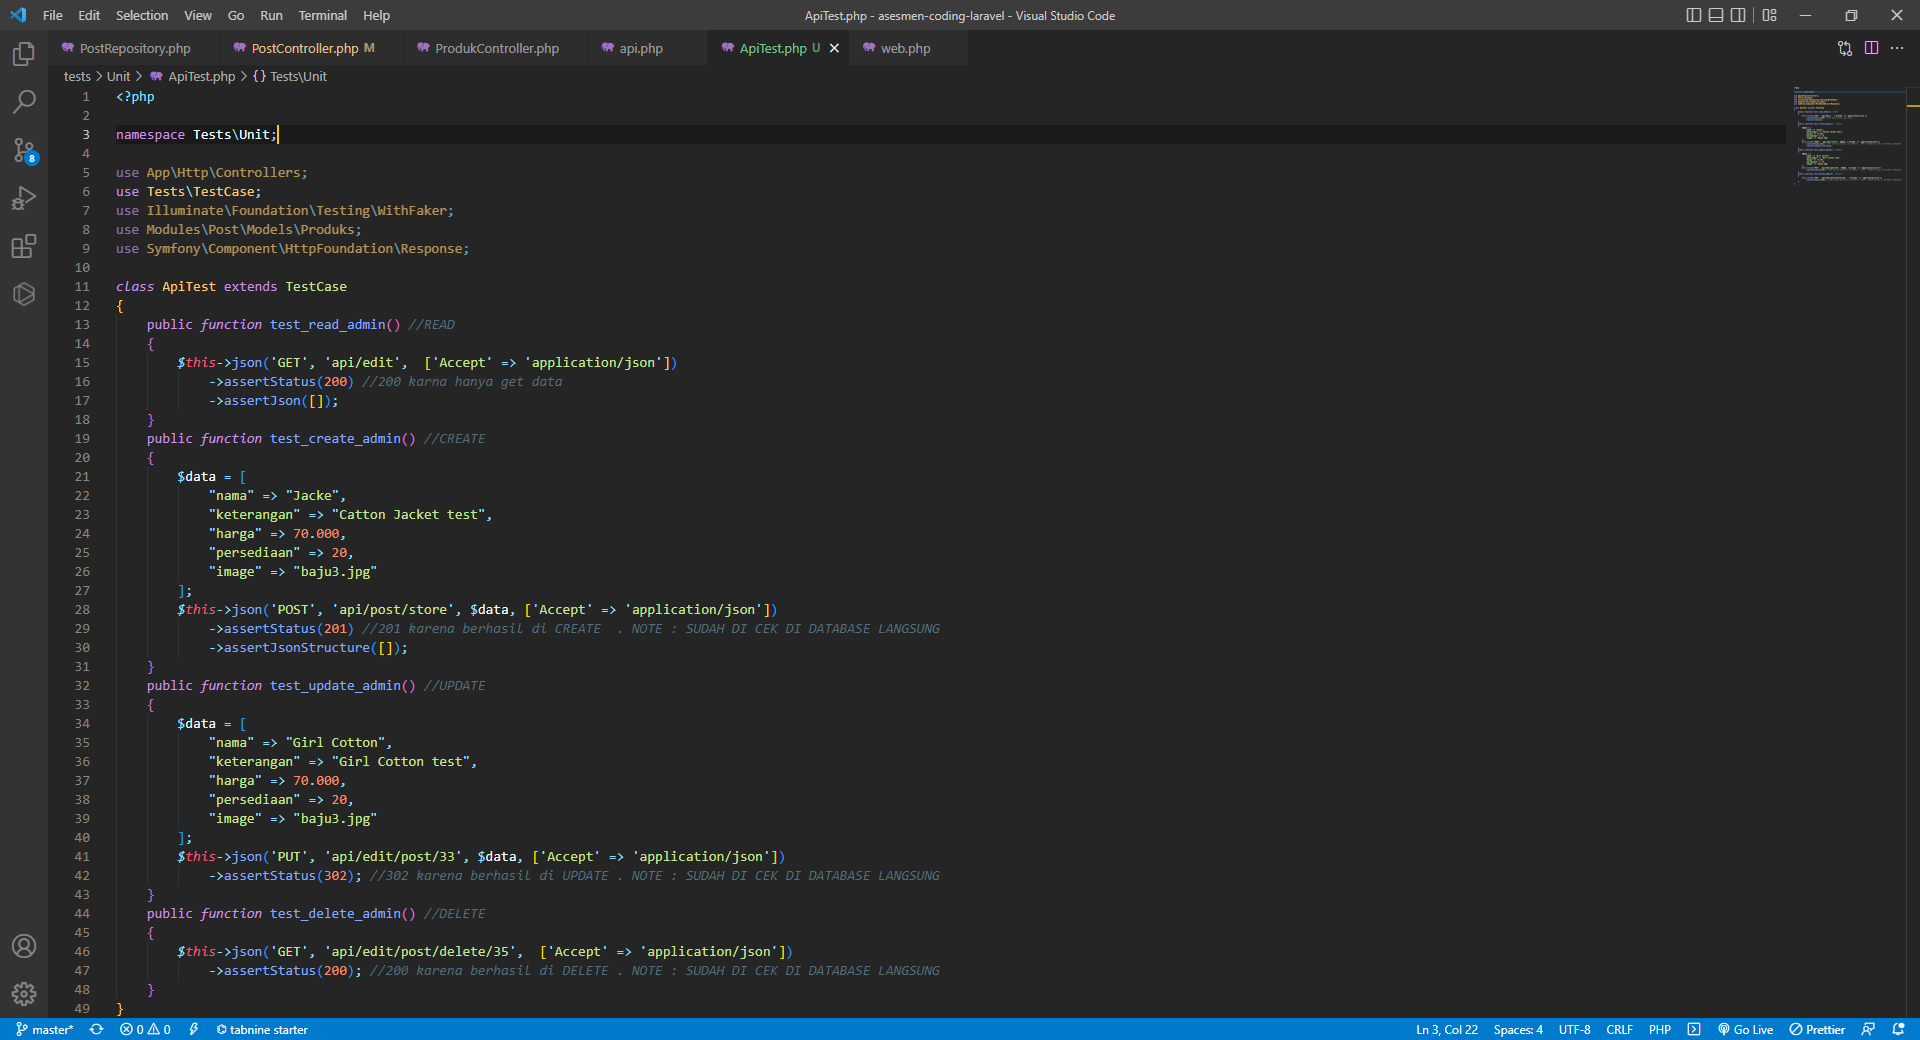 File Edit Selection View Go Run Terminal Help ApiTest.php - asesmen-coding-laravel - Visual Studio Code
PostRepository.php PostController.php M ProdukController.php api.php ApiTest.php U web.php
tests > Unit > ApiTest.php > {} Tests\Unit
1 <?php
2
3 namespace Tests\Unit;
4
5 use App\Http\Controllers;
6 use Tests\TestCase;
7 use Illuminate\Foundation\Testing\WithFaker;
8 use Modules\Post\Models\Produks;
9 use Symfony\Component\HttpFoundation\Response;
10
11 class ApiTest extends TestCase
12 {
13 public function test_read_admin() //READ
14 {
15 $this->json('GET', 'api/edit',  ['Accept' => 'application/json'])
16 ->assertStatus(200) //200 karna hanya get data
17 ->assertJson([]);
18 }
19 public function test_create_admin() //CREATE
20 {
21 $data = [
22 "nama" => "Jacke",
23 "keterangan" => "Catton Jacket test",
24 "harga" => 70.000,
25 "persediaan" => 20,
26 "image" => "baju3.jpg"
27 ];
28 $this->json('POST', 'api/post/store', $data, ['Accept' => 'application/json'])
29 ->assertStatus(201) //201 karena berhasil di CREATE  . NOTE : SUDAH DI CEK DI DATABASE LANGSUNG
30 ->assertJsonStructure([]);
31 }
32 public function test_update_admin() //UPDATE
33 {
34 $data = [
35 "nama" => "Girl Cotton",
36 "keterangan" => "Girl Cotton test",
37 "harga" => 70.000,
38 "persediaan" => 20,
39 "image" => "baju3.jpg"
40 ];
41 $this->json('PUT', 'api/edit/post/33', $data, ['Accept' => 'application/json'])
42 ->assertStatus(302); //302 karena berhasil di UPDATE . NOTE : SUDAH DI CEK DI DATABASE LANGSUNG
43 }
44 public function test_delete_admin() //DELETE
45 {
46 $this->json('GET', 'api/edit/post/delete/35',  ['Accept' => 'application/json'])
47 ->assertStatus(200); //200 karena berhasil di DELETE . NOTE : SUDAH DI CEK DI DATABASE LANGSUNG
48 }
49 }
8
master* 0 0 tabnine starter Ln 3, Col 22 Spaces: 4 UTF-8 CRLF PHP Go Live Prettier